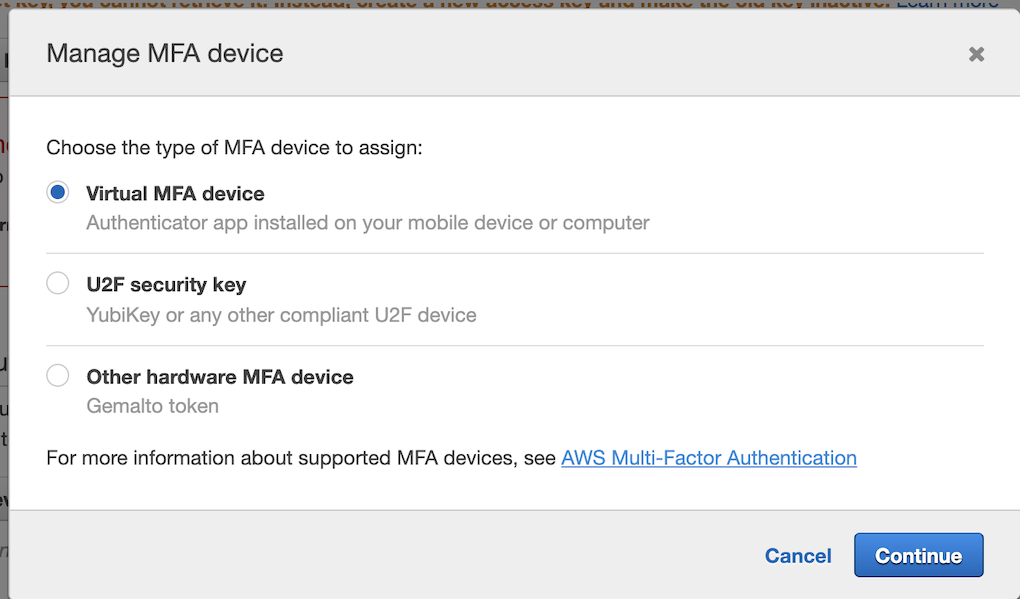 key, you cannot retrieve it. Instead, create a new access key and make the old key inactive. Learn more
Manage MFA device
Choose the type of MFA device to assign:
Virtual MFA device
Authenticator app installed on your mobile device or computer
U2F security key
YubiKey or any other compliant U2F device
Other hardware MFA device
Gemalto token
For more information about supported MFA devices, see AWS Multi-Factor Authentication
Cancel
Continue